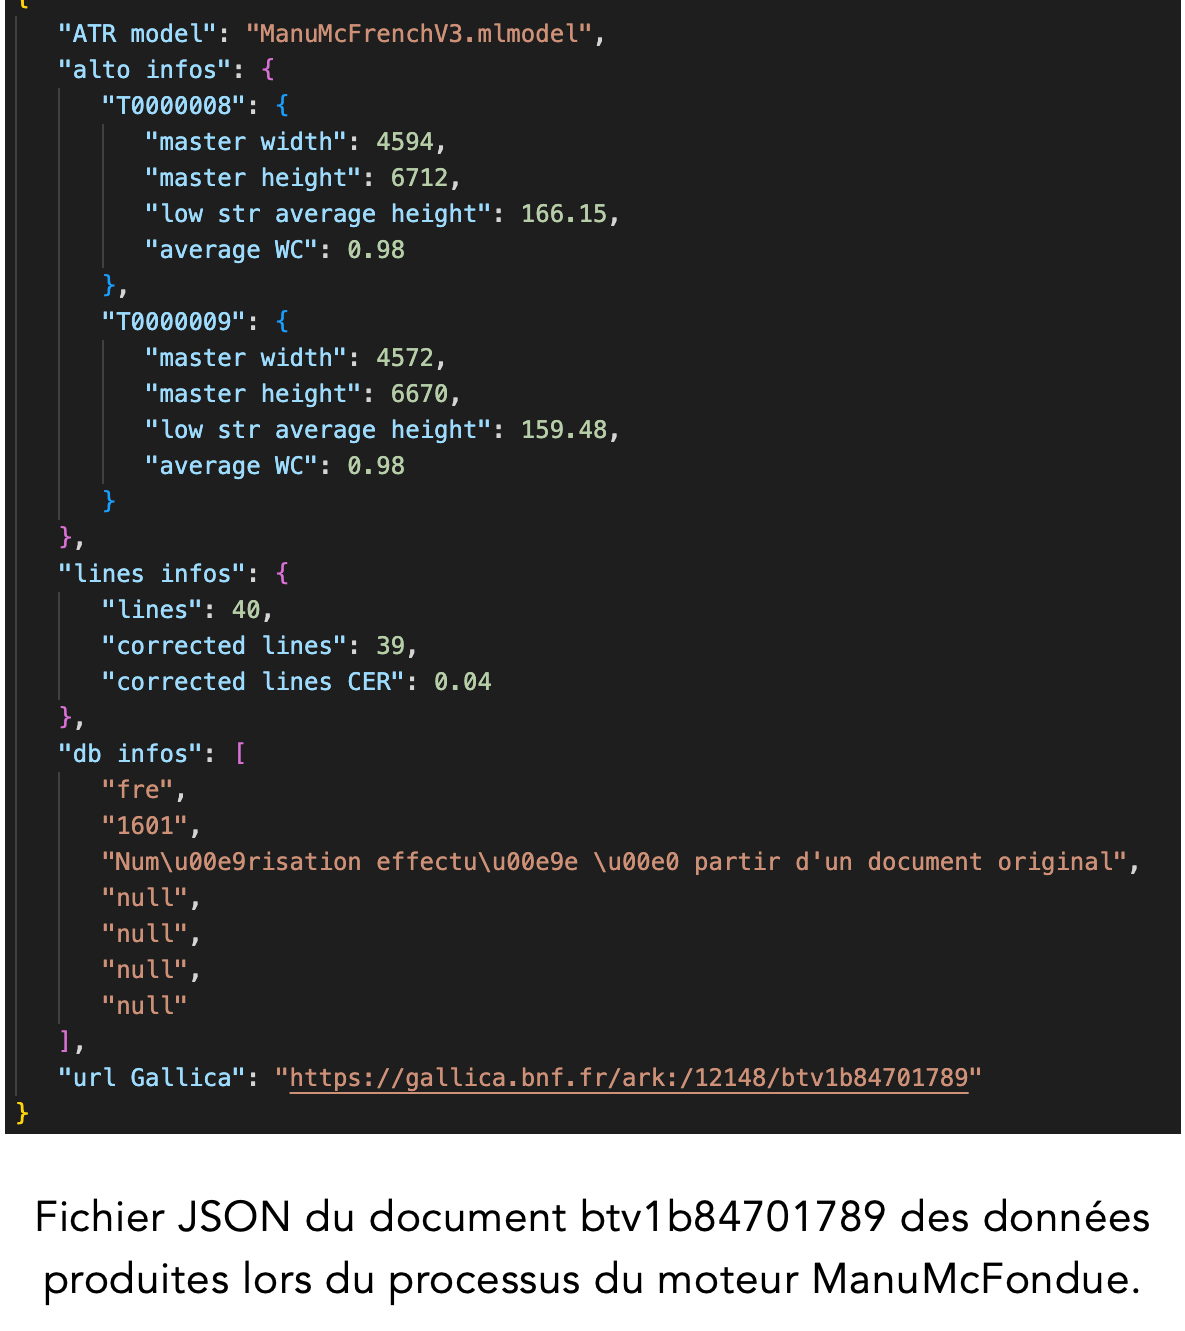 {
"ATR model": "ManuMcFrenchV3.mlmodel",
"alto infos": {
"T0000008": {
"master width": 4594,
"master height": 6712,
"low str average height": 166.15,
"average WC": 0.98
},
"T0000009": {
"master width": 4572,
"master height": 6670,
"low str average height": 159.48,
"average WC": 0.98
}
},
"lines infos": {
"lines": 40,
"corrected lines": 39,
"corrected lines CER": 0.04
},
"db infos": [
"fre",
"1601",
"Num\u00e9risation effectu\u00e9e \u00e0 partir d'un document original",
"null",
"null",
"null",
"null"
],
"url Gallica": "https://gallica.bnf.fr/ark:/12148/btv1b84701789"
}
Fichier JSON du document btv1b84701789 des données
produites lors du processus du moteur ManuMcFondue.